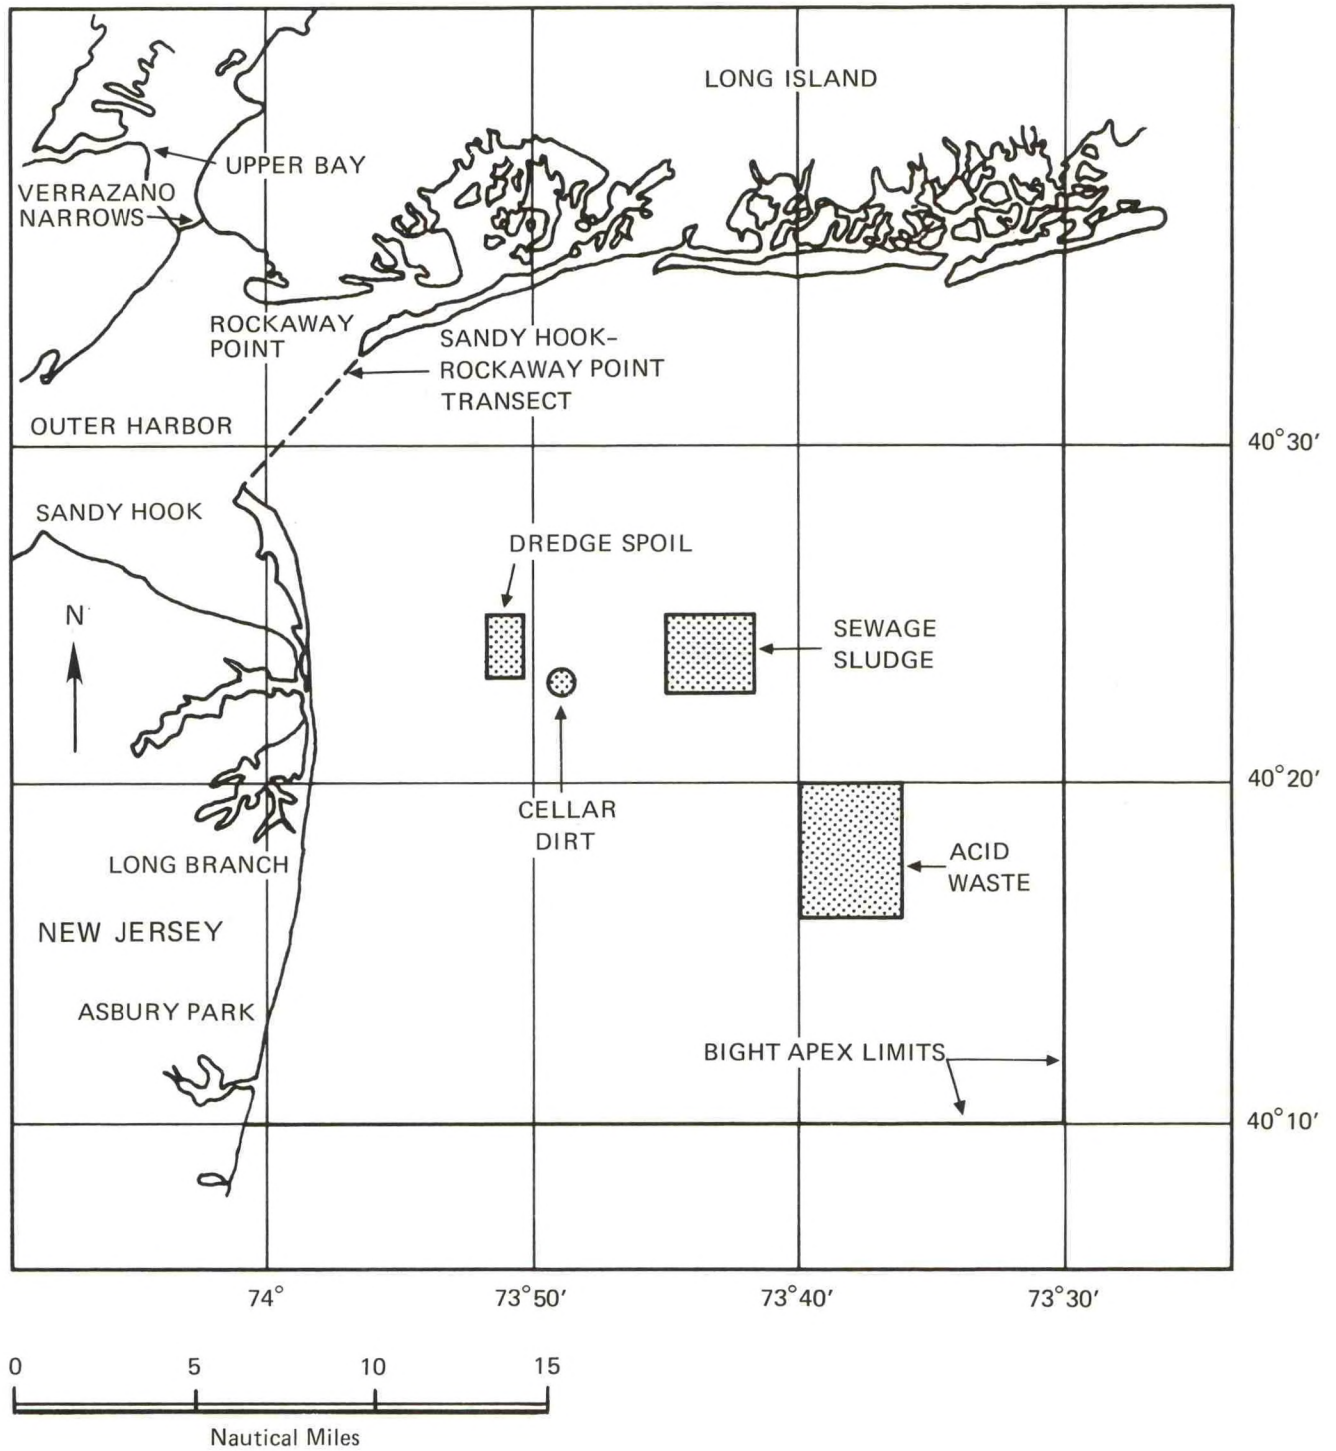 LONG ISLAND
UPPER BAY
VERRAZANO
NARROWS
ROCKAWAY
POINT
SANDY HOOK–
ROCKAWAY POINT
TRANSECT
OUTER HARBOR
40°30′
SANDY HOOK
DREDGE SPOIL
N
SEWAGE
SLUDGE
40°20′
CELLAR
DIRT
LONG BRANCH
ACID
WASTE
NEW JERSEY
ASBURY PARK
BIGHT APEX LIMITS
40°10′
74°
73°50′
73°40′
73°30′
0 5 10 15
Nautical Miles